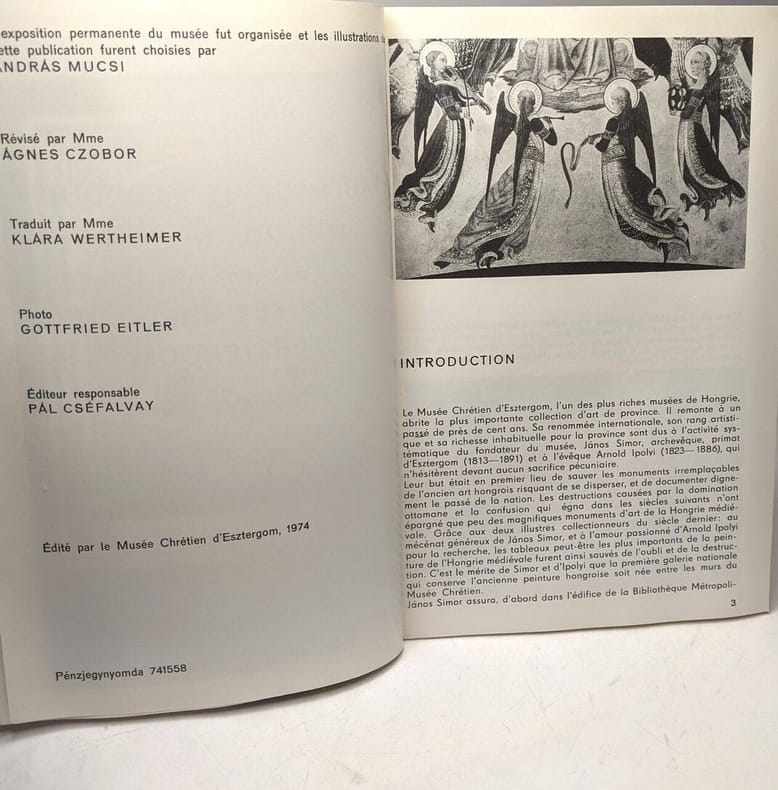 exposition permanente du musée fut organisée et les illustrations de
ette publication furent choisies par
ANDRÁS MUCSI
Révisé par Mme
ÁGNES CZOBOR
Traduit par Mme
KLÁRA WERTHEIMER
Photo
GOTTFRIED EITLER
Éditeur responsable
PÁL CSÉFALVAY
Édité par le Musée Chrétien d'Esztergom, 1974
Pénzjegynyomda 741558
INTRODUCTION
Le Musée Chrétien d'Esztergom, l'un des plus riches musées de Hongrie,
abrite la plus importante collection d'art de province. Il remonte à un
passé de près de cent ans. Sa renommée internationale, son rang artisti-
que et sa richesse inhabituelle pour la province sont dus à l'activité sys-
tématique du fondateur du musée, János Simor, archevêque, primat
d'Esztergom (1813—1891) et à l'évêque Arnold Ipolvi (1823—1886), qui
n'hésitèrent devant aucun sacrifice pécuniaire.
Leur but était en premier lieu de sauver les monuments irremplaçables
de l'ancien art hongrois risquant de se disperser, et de documenter digne-
ment le passé de la nation. Les destructions causées par la domination
ottomane et la confusion qui égna dans les siècles suivants n'ont
épargné que peu des magnifiques monuments d'art de la Hongrie médié-
vale. Grâce aux deux illustres collectionneurs du siècle dernier: au
mécénat généreux de János Simor, et à l'amour passionné d'Arnold Ipolyi
pour la recherche, les tableaux peut-être les plus importants de la pein-
ture de l'Hongrie médiévale furent ainsi sauvés de l'oubli et de la destruc-
tion. C'est le mérite de Simor et d'Ipolyi que la première galerie nationale
qui conserve l'ancienne peinture hongroise soit née entre les murs du
Musée Chrétien.
János Simor assura, d'abord dans l'édifice de la Bibliothèque Métropoli-
3